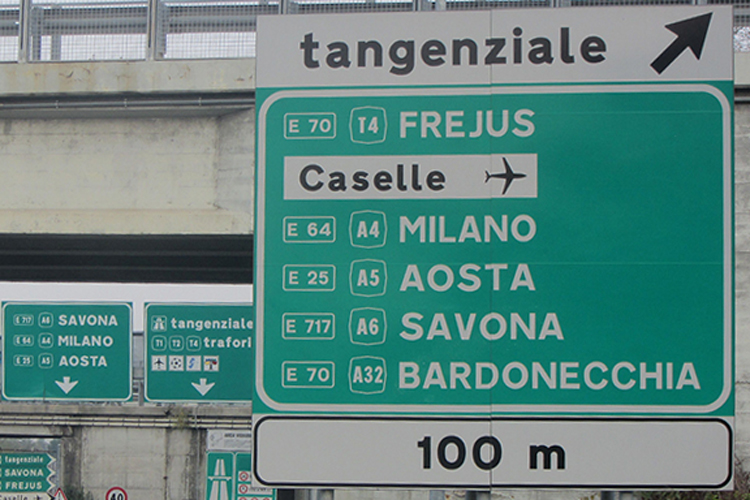 tangenziale
E 70 T4 FREJUS
Caselle
E 64 A4 MILANO
E 25 A5 AOSTA
E 717 A6 SAVONA
E 70 A32 BARDONECCHIA
100 m
E 717 A6 SAVONA
E 64 A4 MILANO
E 25 A5 AOSTA
tangenziale
T1 T2 T4 trafori
tangenziale
SAVONA
FREJUS
Caselle
40